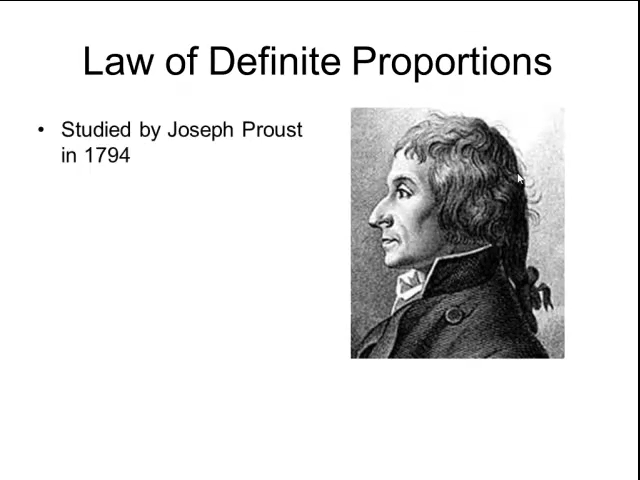 Law of Definite Proportions
• Studied by Joseph Proust
in 1794